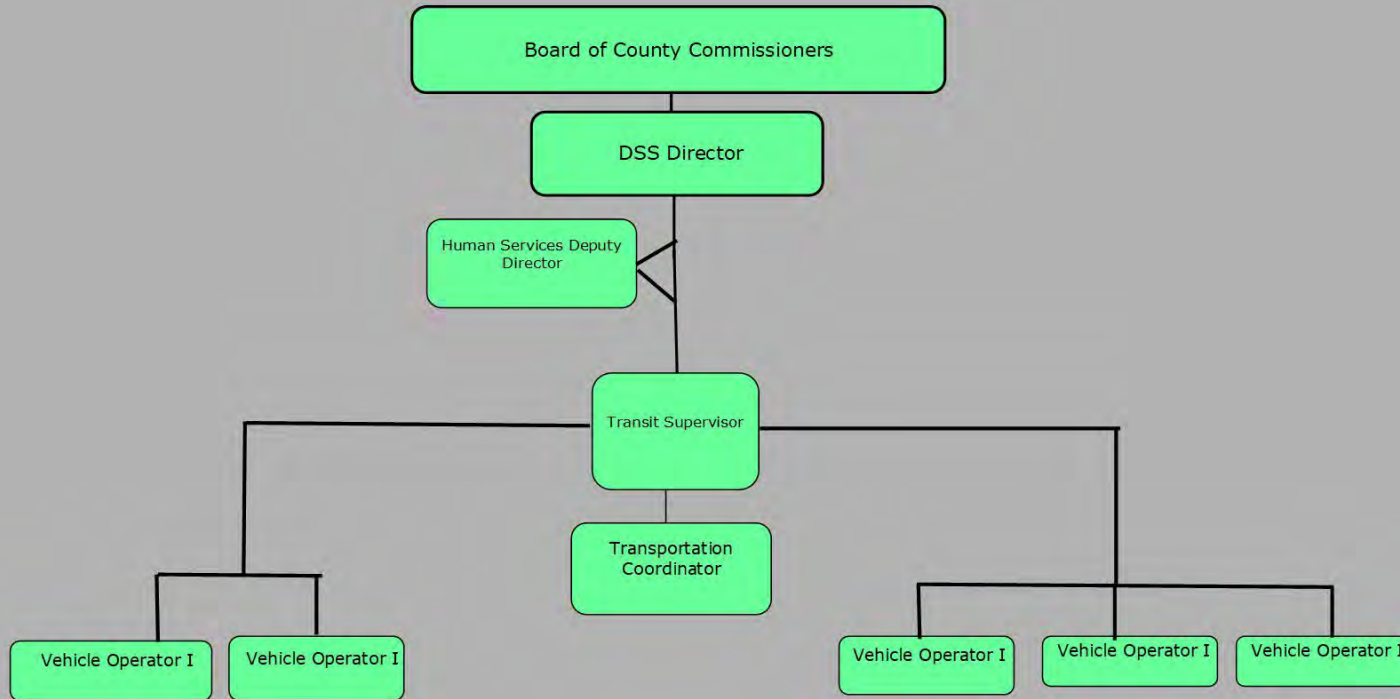 Board of County Commissioners
DSS Director
Human Services Deputy
Director
Transit Supervisor
Transportation
Coordinator
Vehicle Operator I
Vehicle Operator I
Vehicle Operator I
Vehicle Operator I
Vehicle Operator I